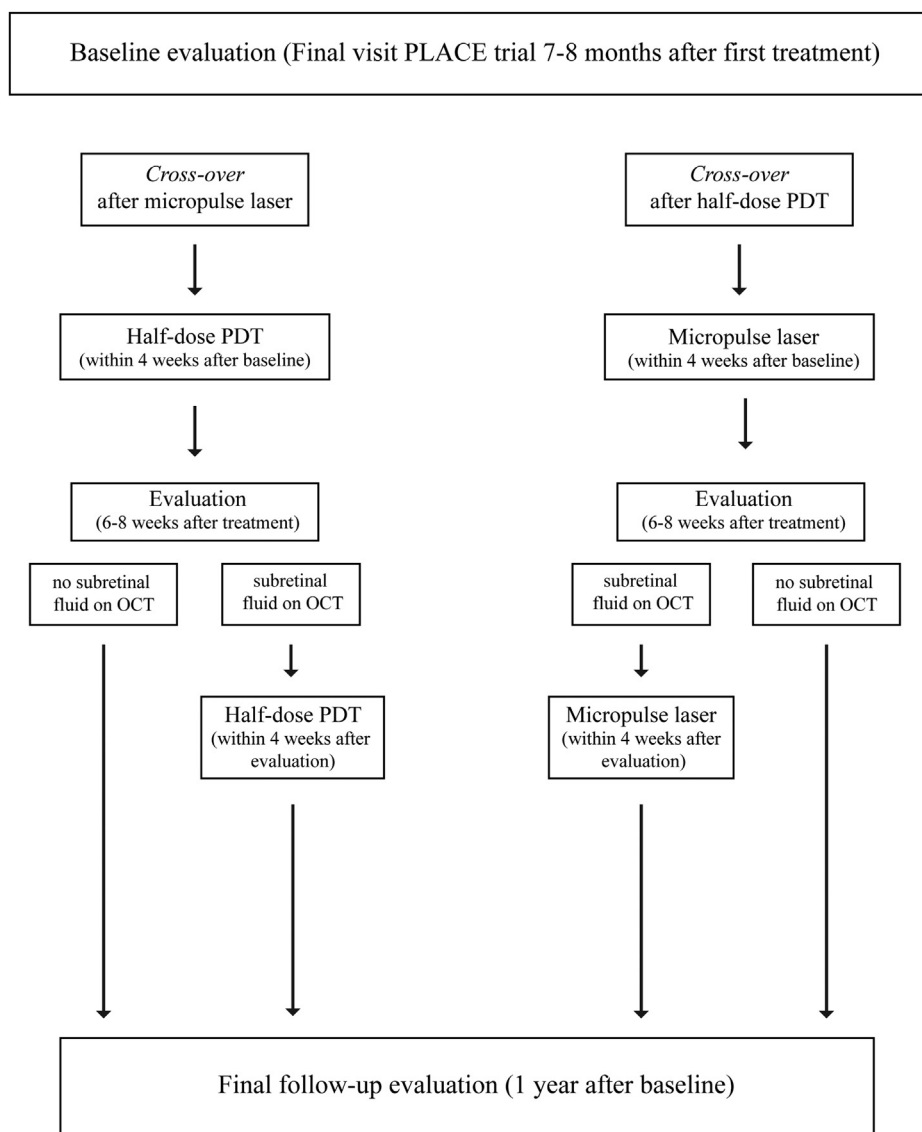 Baseline evaluation (Final visit PLACE trial 7-8 months after first treatment)
Cross-over
after micropulse laser
Cross-over
after half-dose PDT
Half-dose PDT
(within 4 weeks after baseline)
Micropulse laser
(within 4 weeks after baseline)
Evaluation
(6-8 weeks after treatment)
Evaluation
(6-8 weeks after treatment)
no subretinal
fluid on OCT
subretinal
fluid on OCT
subretinal
fluid on OCT
no subretinal
fluid on OCT
Half-dose PDT
(within 4 weeks after
evaluation)
Micropulse laser
(within 4 weeks after
evaluation)
Final follow-up evaluation (1 year after baseline)